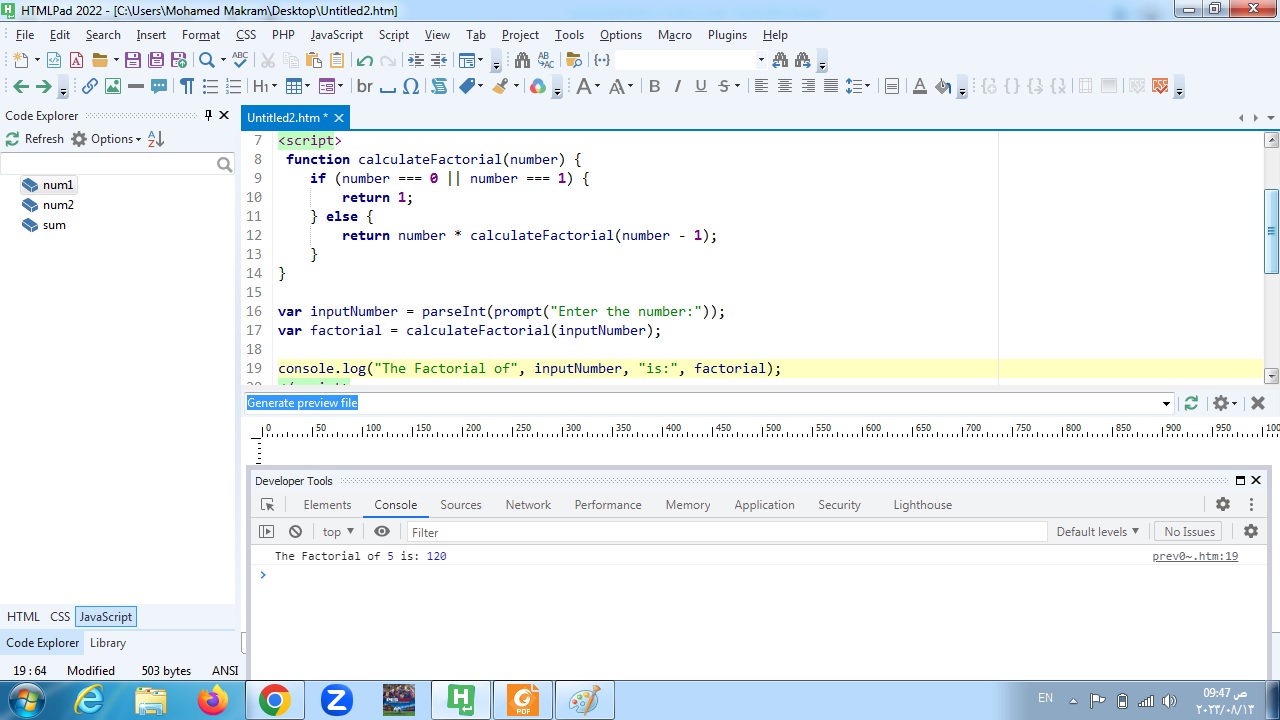 HTMLPad 2022 - [C:\Users\Mohamed Makram\Desktop\Untitled2.htm]
File Edit Search Insert Format CSS PHP JavaScript Script View Tab Project Tools Options Macro Plugins Help
H1 br Ω A A B I U S A
Code Explorer
Refresh Options
num1
num2
sum
HTML CSS JavaScript
Code Explorer Library
Untitled2.htm *
7 <script>
8 function calculateFactorial(number) {
9 if (number === 0 || number === 1) {
10 return 1;
11 } else {
12 return number * calculateFactorial(number - 1);
13 }
14 }
15
16 var inputNumber = parseInt(prompt("Enter the number:"));
17 var factorial = calculateFactorial(inputNumber);
18
19 console.log("The Factorial of", inputNumber, "is:", factorial);
Generate preview file
0 50 100 150 200 250 300 350 400 450 500 550 600 650 700 750 800 850 900 950 100
Developer Tools
Elements Console Sources Network Performance Memory Application Security Lighthouse
top Filter Default levels No Issues
The Factorial of 5 is: 120 prev0~.htm:19
19 : 64 Modified 503 bytes ANSI
EN
09:47 ص
٢٠٢٣/٠٨/١٣